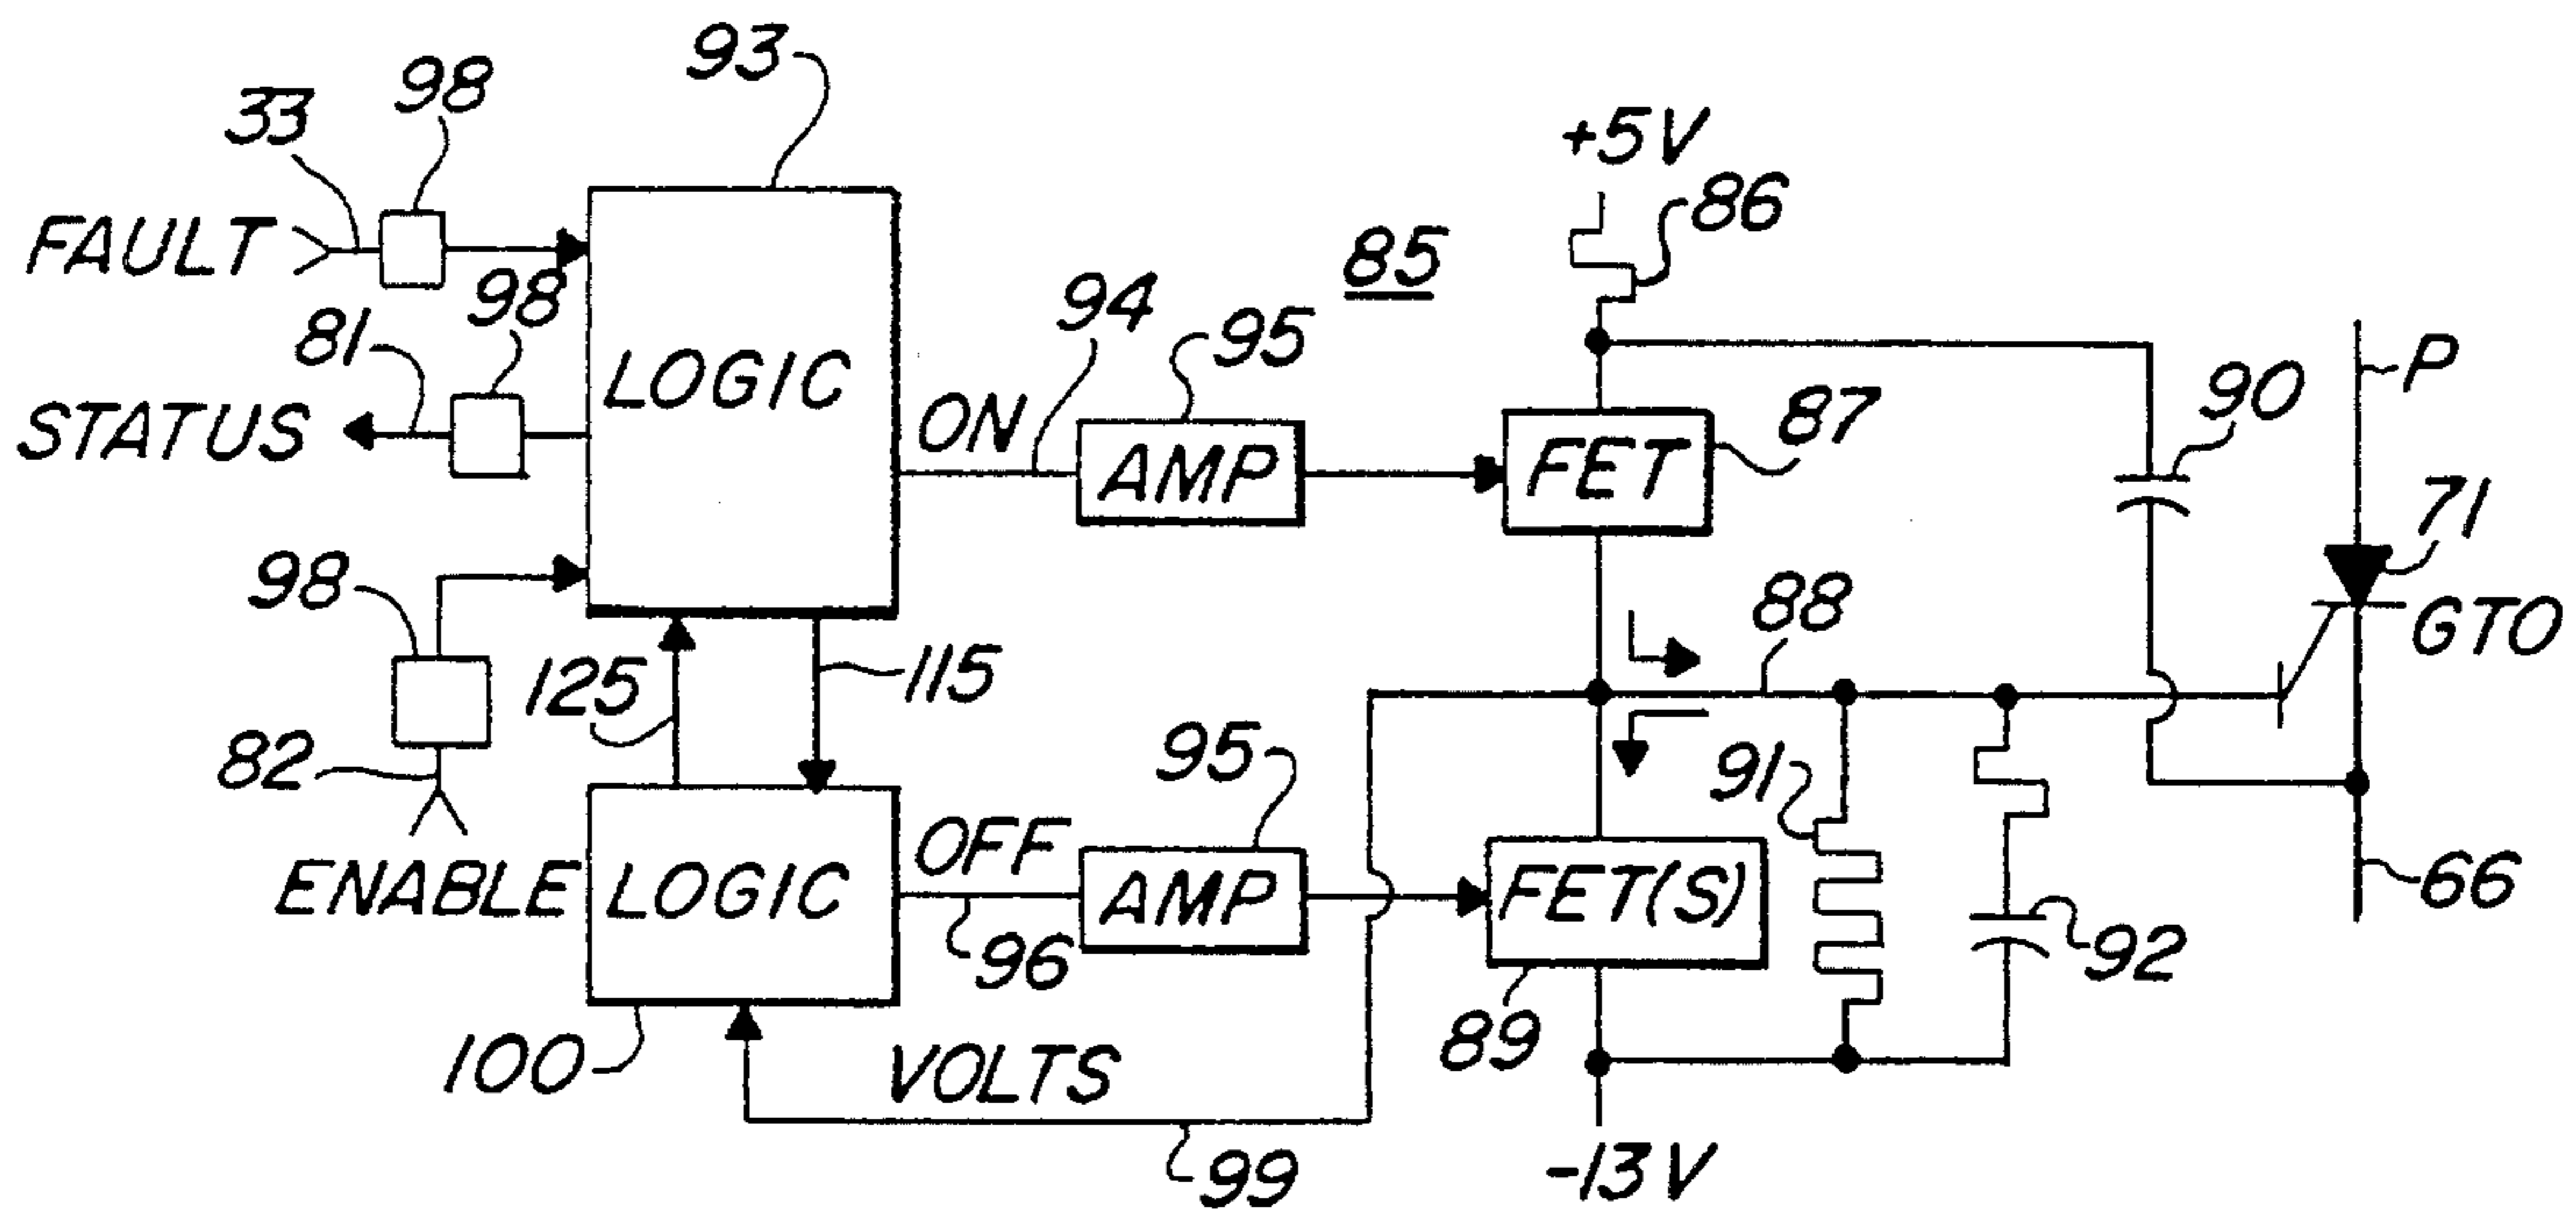 93
98
33
FAULT
+5V
86
85
98
94
81
95
P
90
LOGIC
STATUS
ON
AMP
FET
87
71
98
88
GTO
125
115
82
95
91
ENABLE
LOGIC
OFF
AMP
FET(S)
66
96
92
100
VOLTS
89
99
-13V